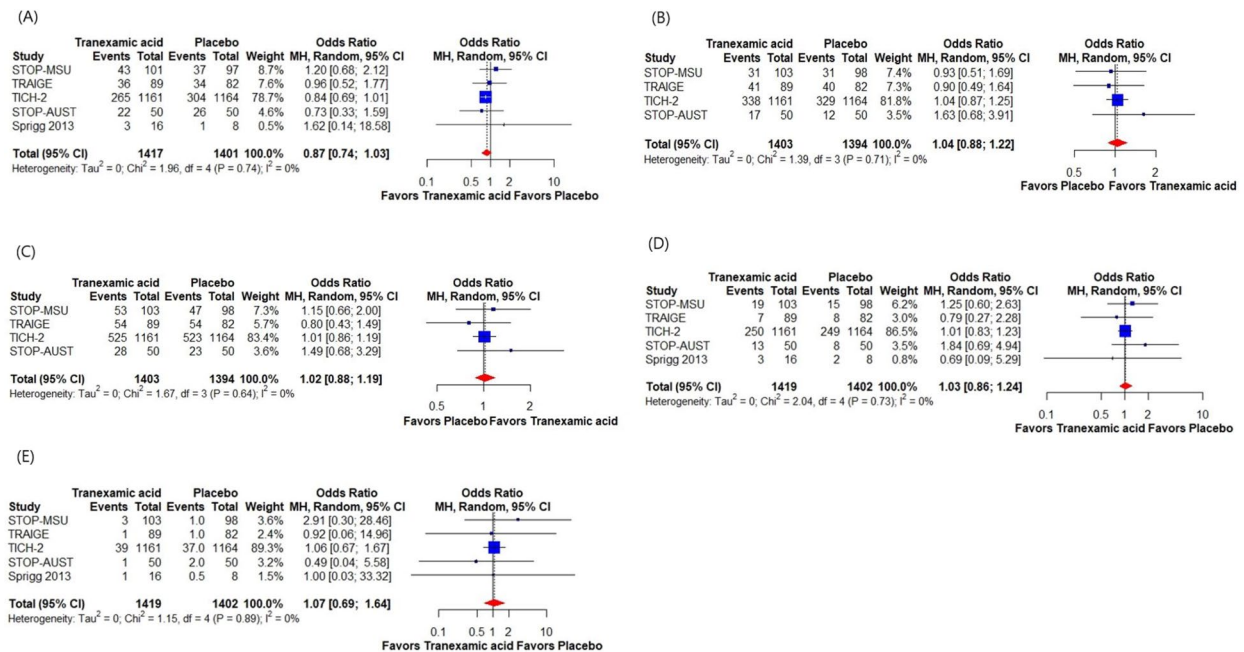 (A)
Tranexamic acid Placebo Odds Ratio Odds Ratio
Study Events Total Events Total Weight MH, Random, 95% CI MH, Random, 95% CI
STOP-MSU 43 101 37 97 8.7% 1.20 [0.68; 2.12]
TRAIGE 36 89 34 82 7.6% 0.96 [0.52; 1.77]
TICH-2 265 1161 304 1164 78.7% 0.84 [0.69; 1.01]
STOP-AUST 22 50 26 50 4.6% 0.73 [0.33; 1.59]
Sprigg 2013 3 16 1 8 0.5% 1.62 [0.14; 18.58]
Total (95% CI) 1417 1401 100.0% 0.87 [0.74; 1.03]
Heterogeneity: Tau² = 0; Chi² = 1.96, df = 4 (P = 0.74); I² = 0%
0.1 0.5 1 2 10
Favors Tranexamic acid Favors Placebo
(B)
Tranexamic acid Placebo Odds Ratio Odds Ratio
Study Events Total Events Total Weight MH, Random, 95% CI MH, Random, 95% CI
STOP-MSU 31 103 31 98 7.4% 0.93 [0.51; 1.69]
TRAIGE 41 89 40 82 7.2% 0.90 [0.49; 1.64]
TICH-2 338 1161 329 1164 81.8% 1.04 [0.87; 1.25]
STOP-AUST 17 50 12 50 3.5% 1.63 [0.68; 3.91]
Total (95% CI) 1403 1394 100.0% 1.04 [0.88; 1.22]
Heterogeneity: Tau² = 0; Chi² = 1.39, df = 3 (P = 0.71); I² = 0%
0.5 1 2
Favors Placebo Favors Tranexamic acid
(C)
Tranexamic acid Placebo Odds Ratio Odds Ratio
Study Events Total Events Total Weight MH, Random, 95% CI MH, Random, 95% CI
STOP-MSU 53 103 47 98 7.3% 1.15 [0.66; 2.00]
TRAIGE 54 89 54 82 5.7% 0.80 [0.43; 1.49]
TICH-2 525 1161 523 1164 83.4% 1.01 [0.86; 1.19]
STOP-AUST 28 50 23 50 3.6% 1.49 [0.68; 3.29]
Total (95% CI) 1403 1394 100.0% 1.02 [0.88; 1.19]
Heterogeneity: Tau² = 0; Chi² = 1.67, df = 3 (P = 0.64); I² = 0%
0.5 1 2
Favors Placebo Favors Tranexamic acid
(D)
Tranexamic acid Placebo Odds Ratio Odds Ratio
Study Events Total Events Total Weight MH, Random, 95% CI MH, Random, 95% CI
STOP-MSU 19 103 15 98 6.2% 1.25 [0.60; 2.63]
TRAIGE 7 89 8 82 2.9% 0.79 [0.27; 2.28]
TICH-2 250 1161 249 1164 86.5% 1.01 [0.83; 1.23]
STOP-AUST 13 50 8 50 3.6% 1.84 [0.69; 4.94]
Sprigg 2013 3 16 2 8 0.8% 0.69 [0.09; 5.29]
Total (95% CI) 1419 1402 100.0% 1.03 [0.86; 1.24]
Heterogeneity: Tau² = 0; Chi² = 2.04, df = 4 (P = 0.73); I² = 0%
0.1 0.5 1 2 10
Favors Tranexamic acid Favors Placebo
(E)
Tranexamic acid Placebo Odds Ratio Odds Ratio
Study Events Total Events Total Weight MH, Random, 95% CI MH, Random, 95% CI
STOP-MSU 3 103 1.0 98 3.6% 2.91 [0.30; 28.46]
TRAIGE 1 89 1.0 82 2.4% 0.92 [0.06; 14.96]
TICH-2 39 1161 37.0 1164 89.3% 1.06 [0.67; 1.67]
STOP-AUST 1 50 2.0 50 3.2% 0.49 [0.04; 5.58]
Sprigg 2013 1 16 0.5 8 1.5% 1.00 [0.03; 33.32]
Total (95% CI) 1419 1402 100.0% 1.07 [0.69; 1.64]
Heterogeneity: Tau² = 0; Chi² = 1.15, df = 4 (P = 0.89); I² = 0%
0.1 0.5 1 2 10
Favors Tranexamic acid Favors Placebo